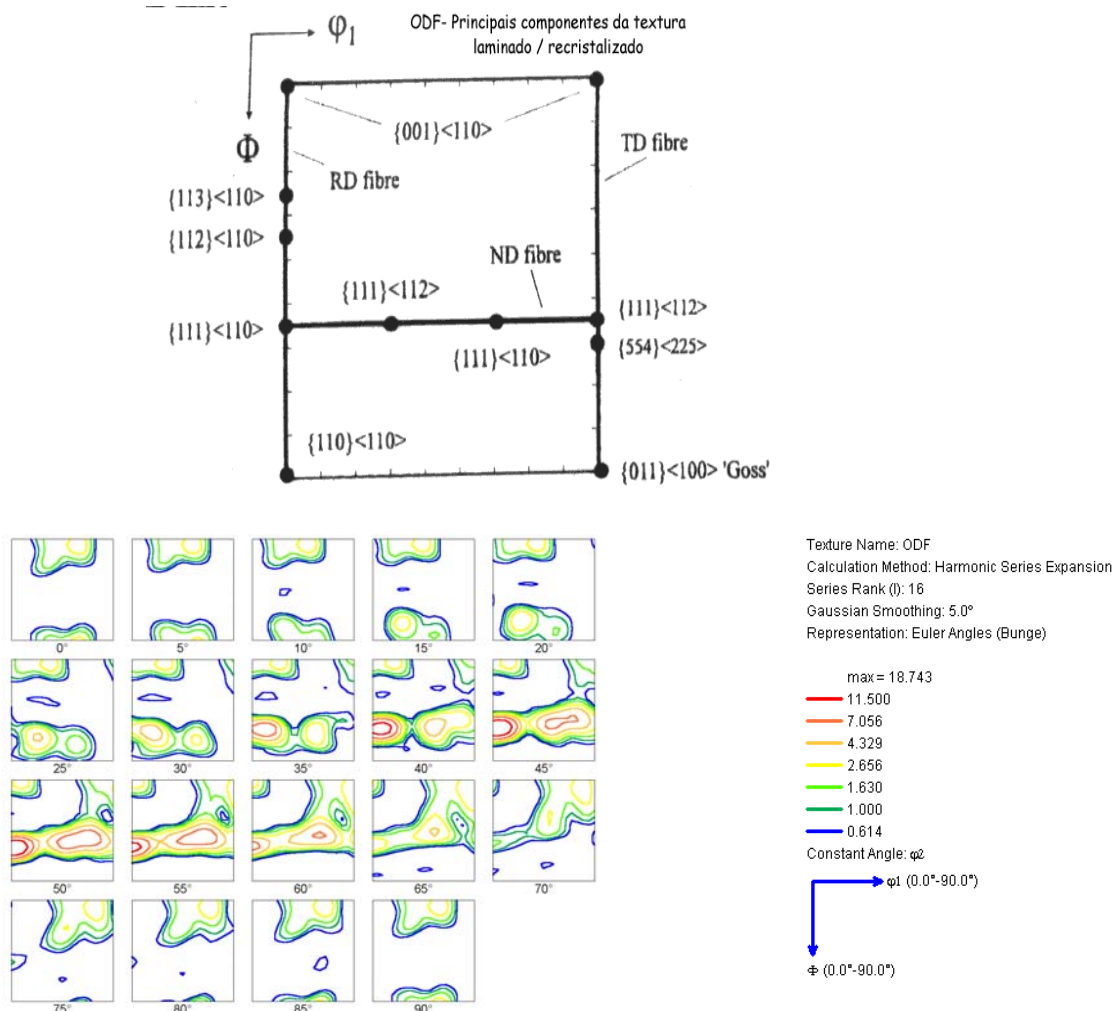 φ1
ODF- Principais componentes da textura
laminado / recristalizado
Φ
{001}<110>
TD fibre
RD fibre
{113}<110>
{112}<110>
ND fibre
{111}<112>
{111}<110>
{111}<112>
{554}<225>
{111}<110>
{110}<110>
{011}<100> 'Goss'
0° 5° 10° 15° 20°
25° 30° 35° 40° 45°
50° 55° 60° 65° 70°
75° 80° 85° 90°
Texture Name: ODF
Calculation Method: Harmonic Series Expansion
Series Rank (l): 16
Gaussian Smoothing: 5.0°
Representation: Euler Angles (Bunge)
max = 18.743
11.500
7.056
4.329
2.656
1.630
1.000
0.614
Constant Angle: φ2
φ1 (0.0°-90.0°)
Φ (0.0°-90.0°)